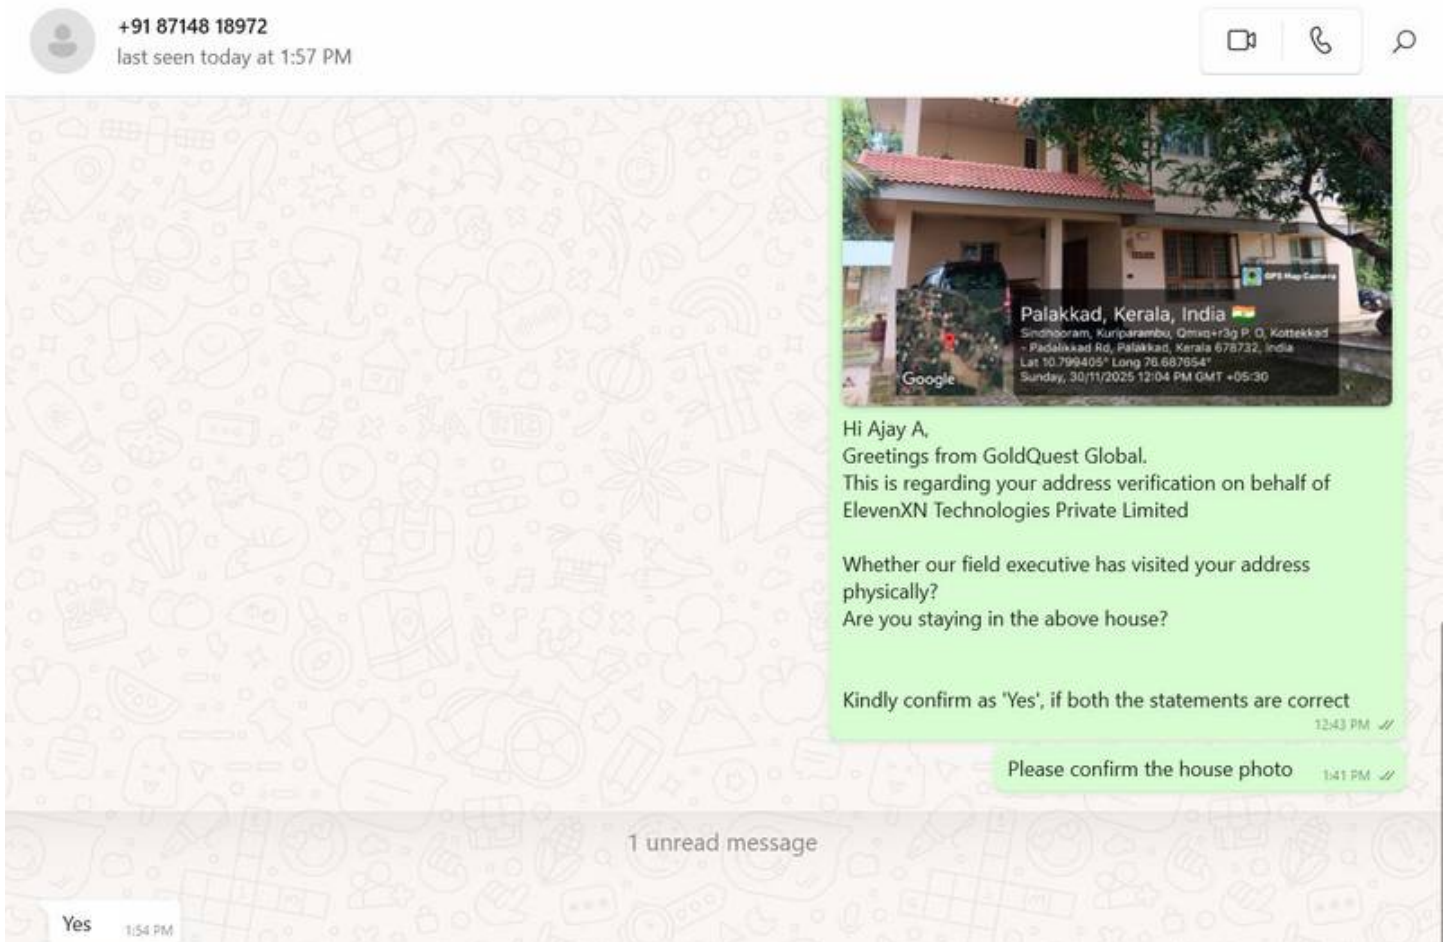 +91 87148 18972
last seen today at 1:57 PM
GPS Map Camera
Palakkad, Kerala, India
Sindhooram, Kuriparambu, Qmxq+r3g P. O, Kottekkad
- Padalikkad Rd, Palakkad, Kerala 678732, India
Lat 10.799405° Long 76.687654°
Sunday, 30/11/2025 12:04 PM GMT +05:30
Google
Hi Ajay A,
Greetings from GoldQuest Global.
This is regarding your address verification on behalf of
ElevenXN Technologies Private Limited
Whether our field executive has visited your address
physically?
Are you staying in the above house?
Kindly confirm as 'Yes', if both the statements are correct
12:43 PM
Please confirm the house photo 1:41 PM
1 unread message
Yes 1:54 PM